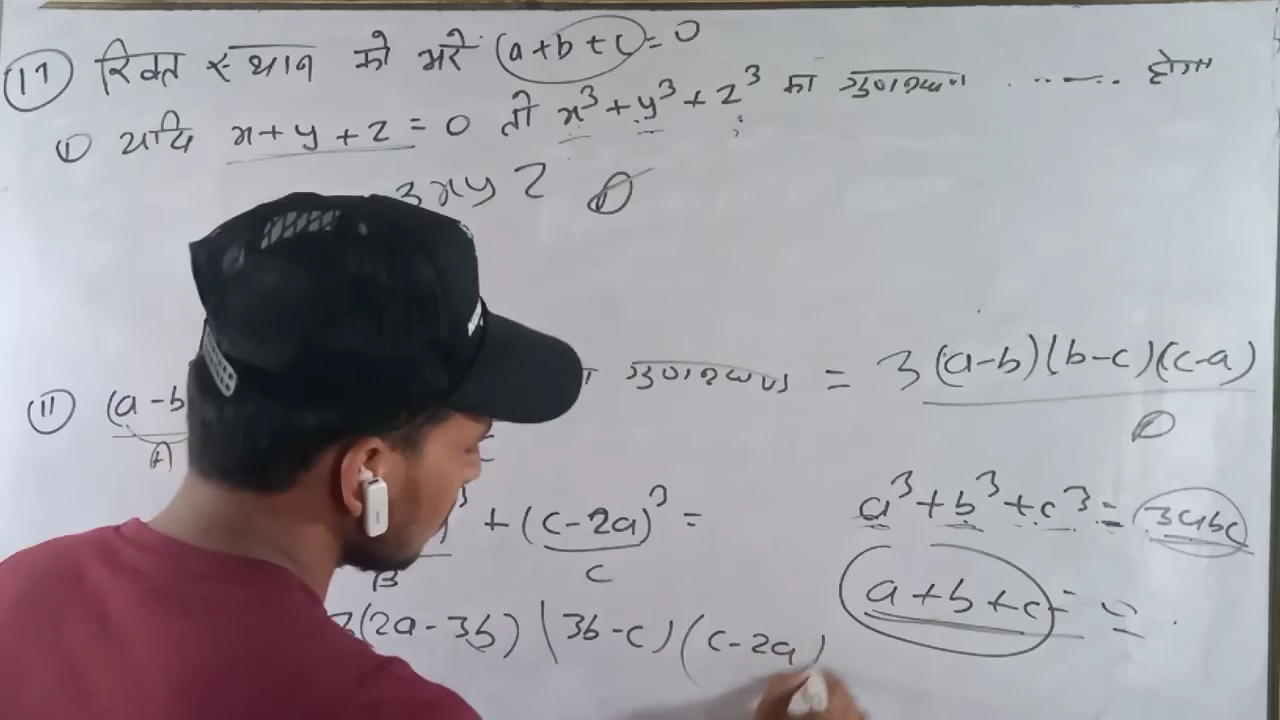 (17) रिक्त स्थान को भरे (a+b+c)=0
(i) यदि x+y+z=0 तो x³+y³+z³ का गुणनखण्ड ...... होगा
3xyz
(ii) (a-b गुणनखण्ड = 3(a-b)(b-c)(c-a)
A
a³+b³+c³=3abc
+(c-2a)³=
B C
a+b+c=
3(2a-3b)(3b-c)(c-2a)